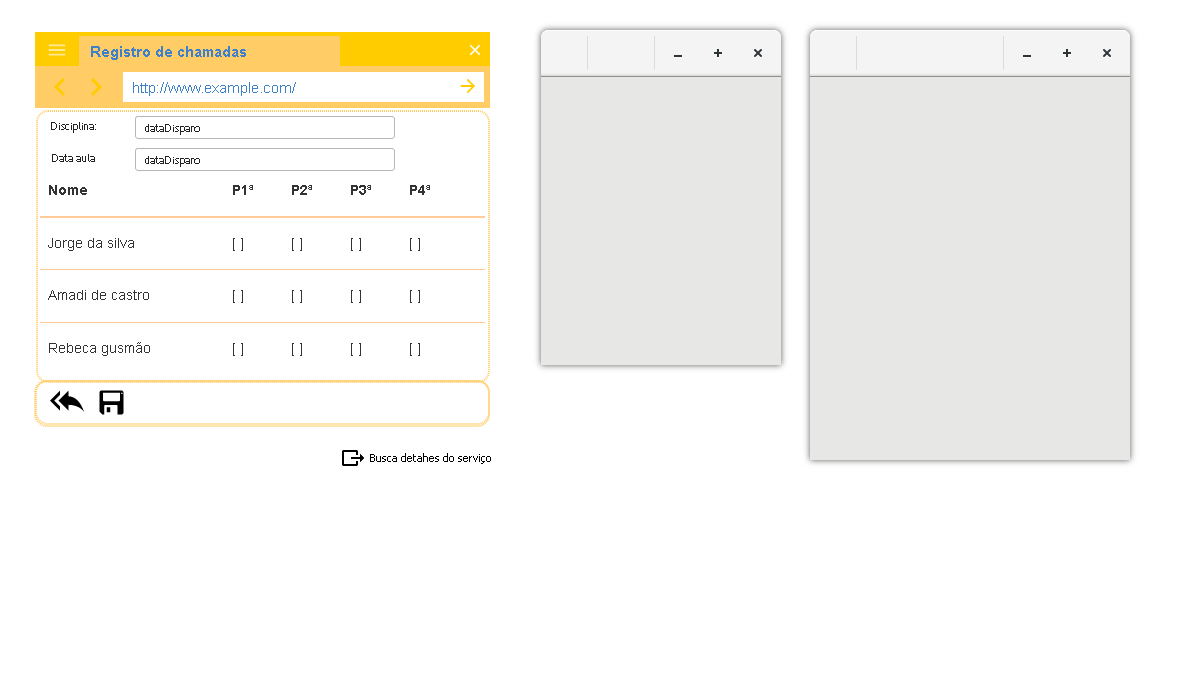 Registro de chamadas
http://www.example.com/
Disciplina: dataDisparo
Data aula dataDisparo
Nome P1ª P2ª P3ª P4ª
Jorge da silva [ ] [ ] [ ] [ ]
Amadi de castro [ ] [ ] [ ] [ ]
Rebeca gusmão [ ] [ ] [ ] [ ]
Busca detahes do serviço